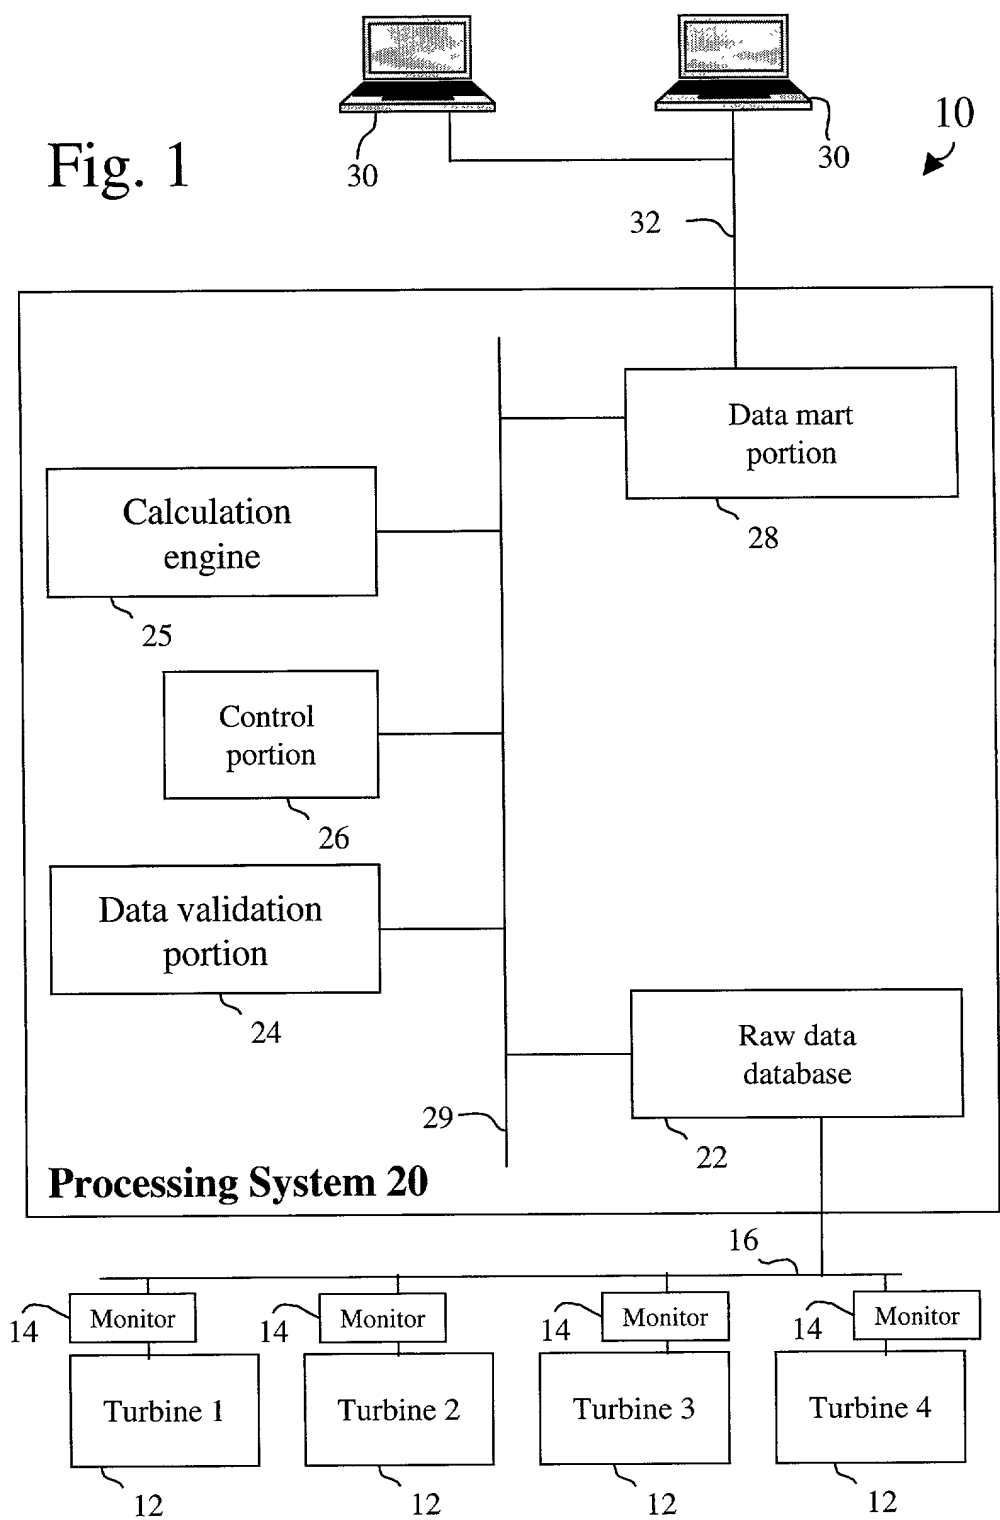 10
Fig. 1
30
30
32
Data mart
portion
28
Calculation
engine
25
Control
portion
26
Data validation
portion
24
Raw data
database
22
29
Processing System 20
16
14
Monitor
14
Monitor
14
Monitor
14
Monitor
Turbine 1
Turbine 2
Turbine 3
Turbine 4
12
12
12
12